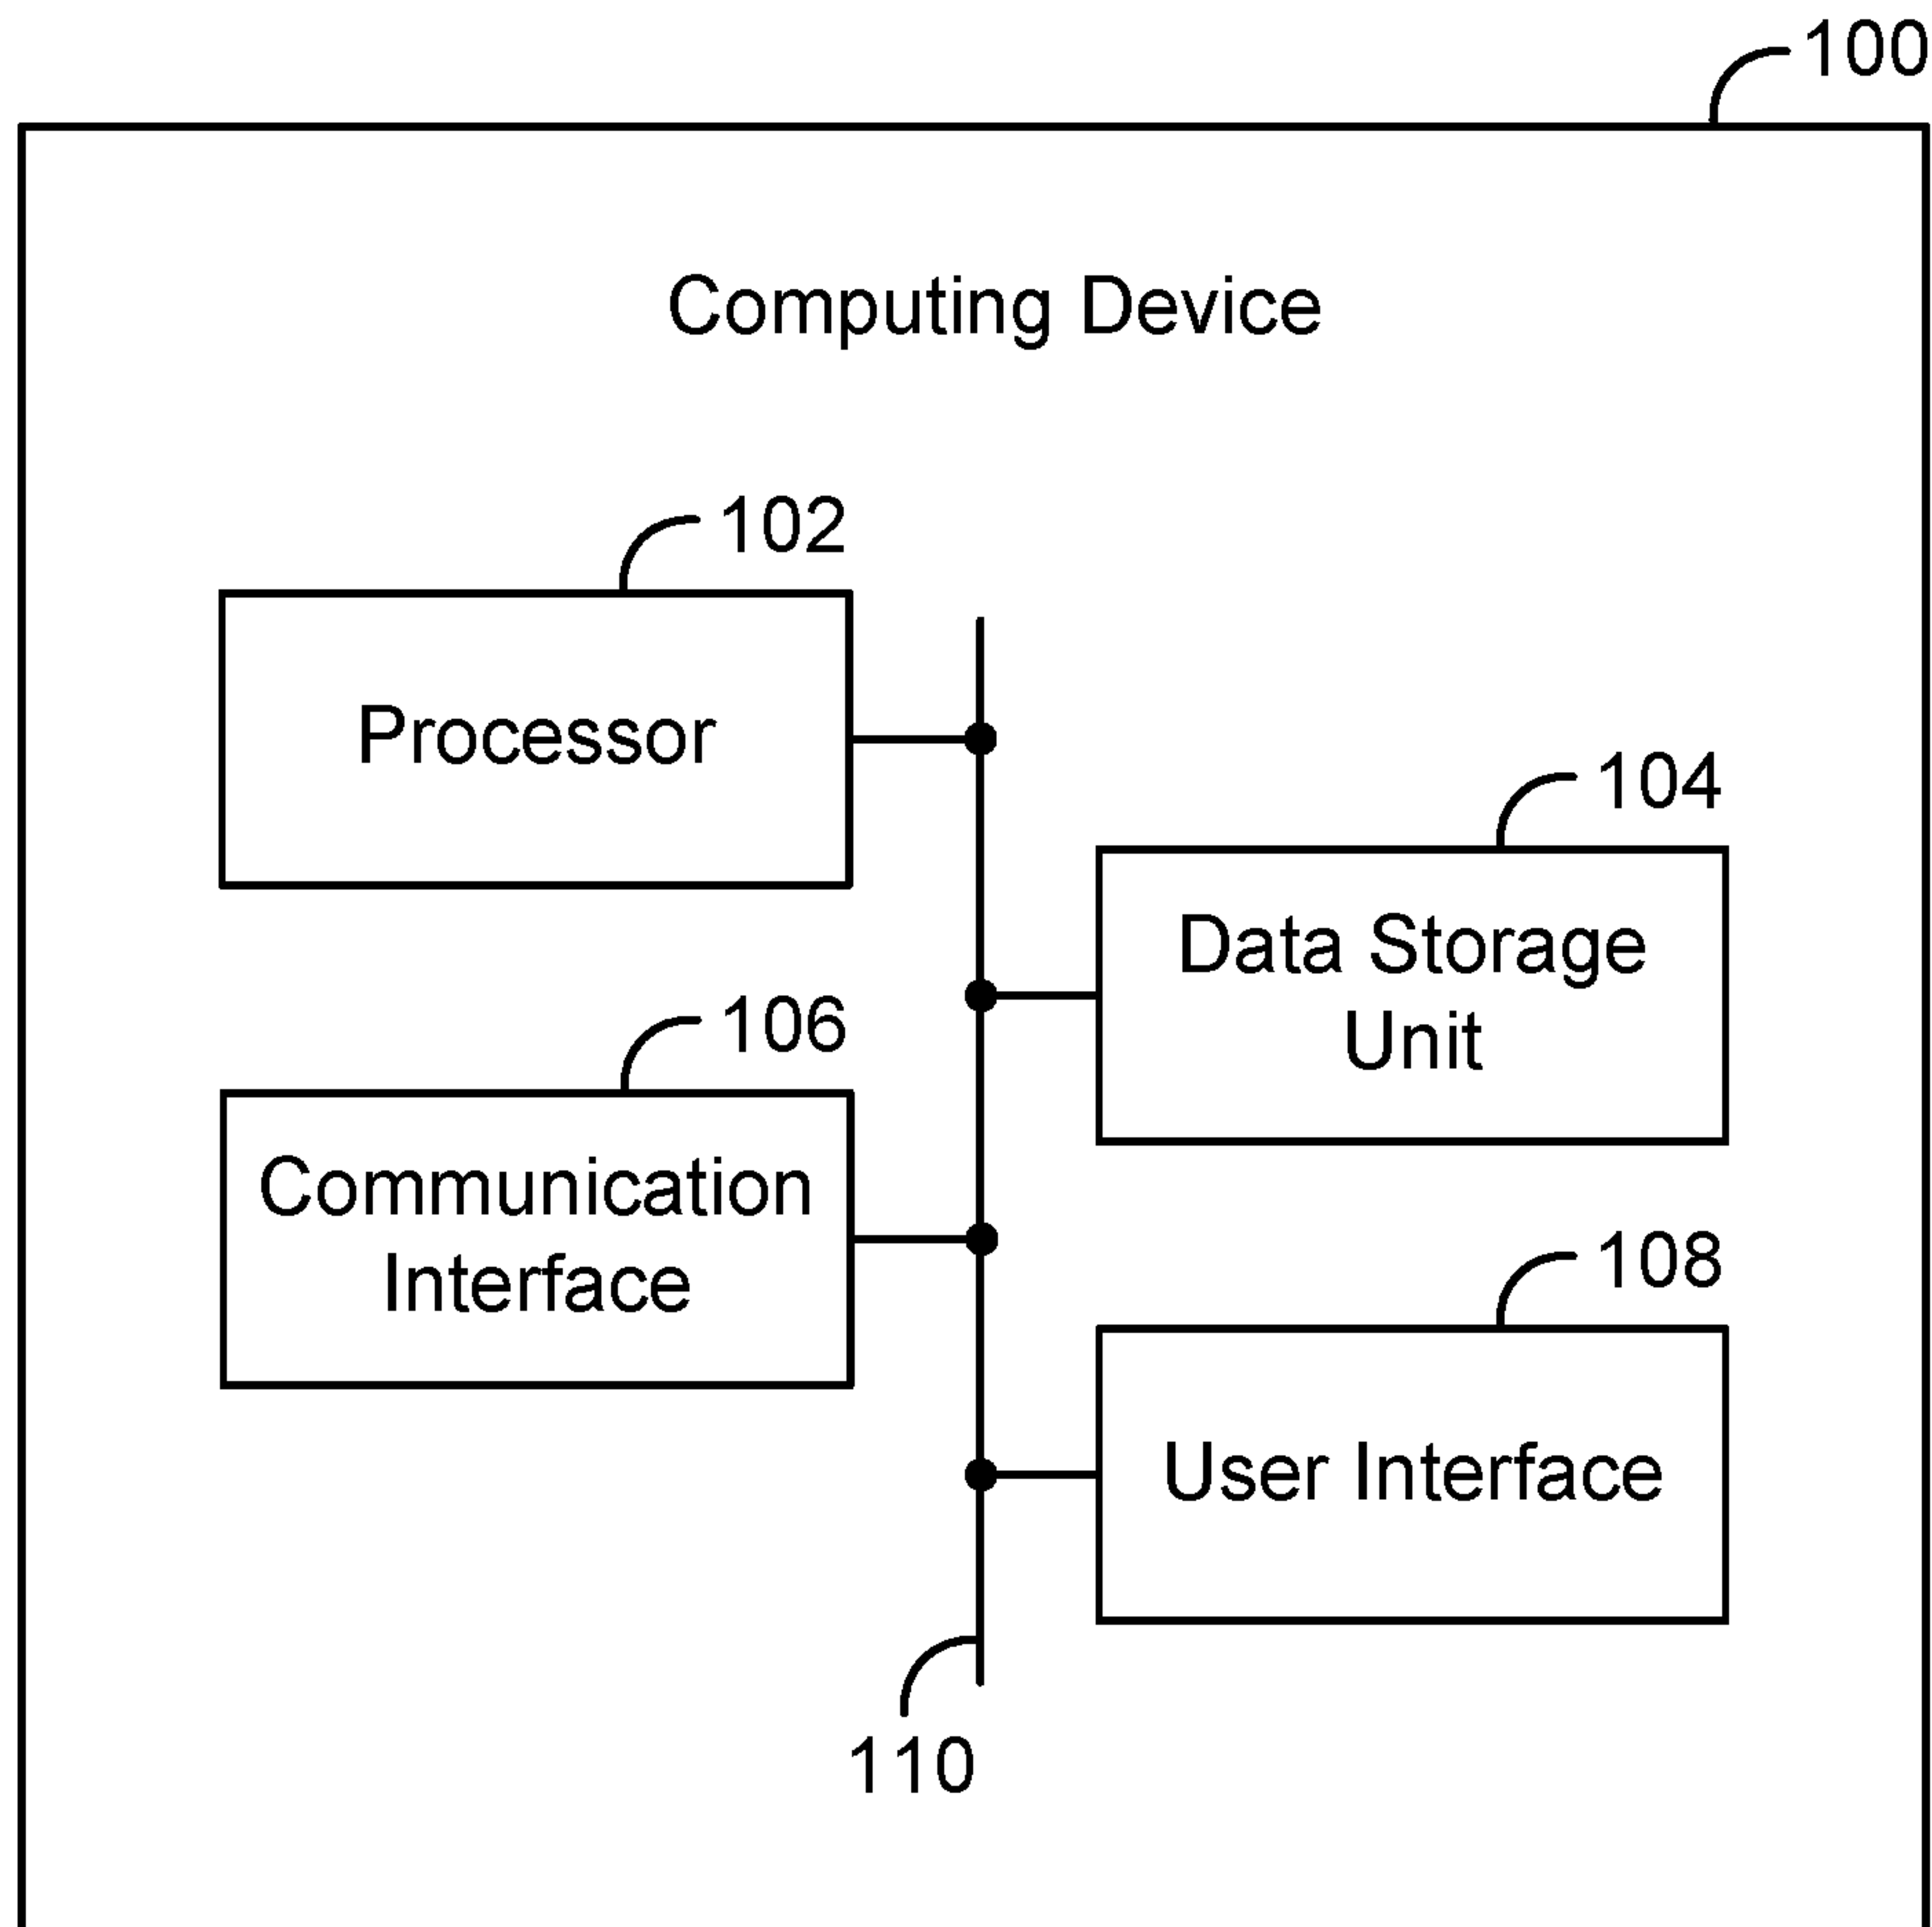 100
Computing Device
102
Processor
104
Data Storage
Unit
106
Communication
Interface
108
User Interface
110